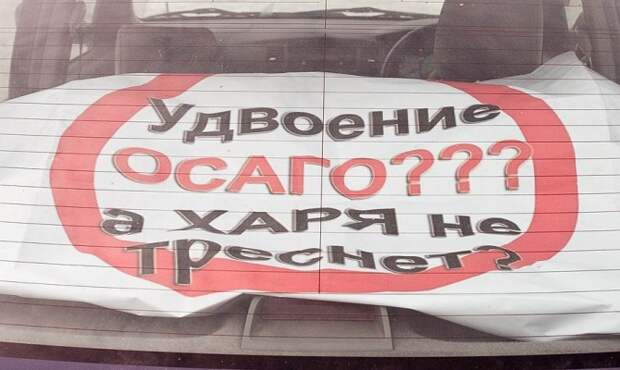 Удвоение
ОСАГО???
а ХАРЯ не
треснет?